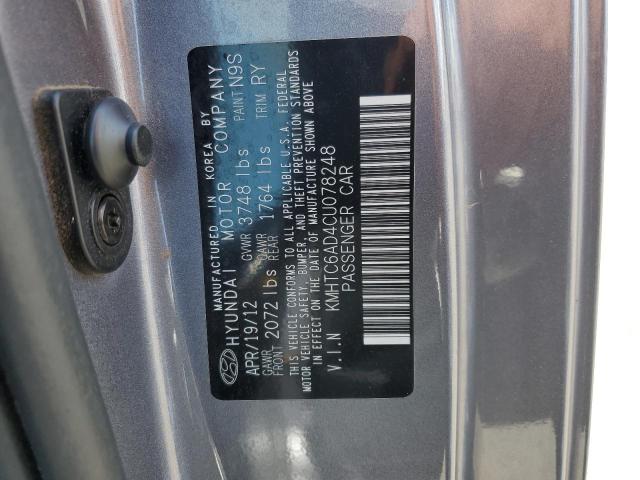 MANUFACTURED IN KOREA BY
HYUNDAI MOTOR COMPANY
APR/19/12 GVWR 3748 lbs PAINT N9S
GAWR FRONT 2072 lbs GAWR REAR 1764 lbs TRIM RY
THIS VEHICLE CONFORMS TO ALL APPLICABLE U.S.A. FEDERAL
MOTOR VEHICLE SAFETY, BUMPER, AND THEFT PREVENTION STANDARDS
IN EFFECT ON THE DATE OF MANUFACTURE SHOWN ABOVE
V.I.N KMHTC6AD4CU078248
PASSENGER CAR